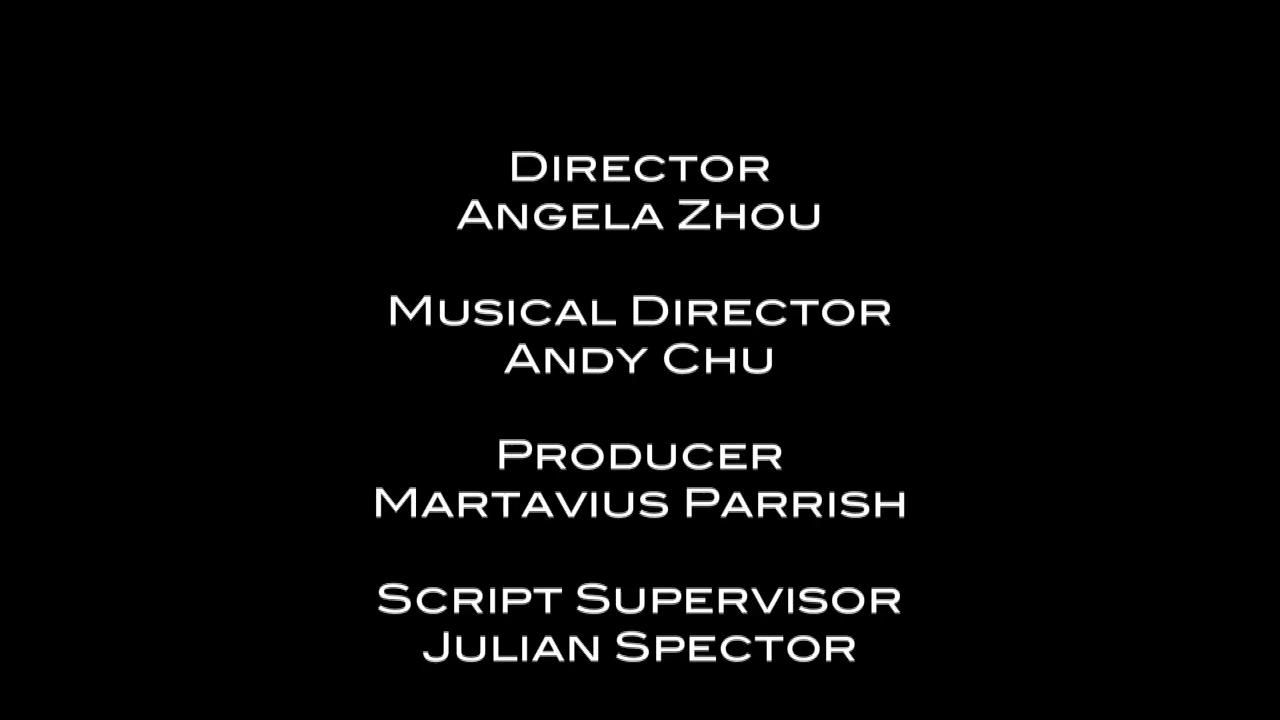 Director
Angela Zhou
Musical Director
Andy Chu
Producer
Martavius Parrish
Script Supervisor
Julian Spector